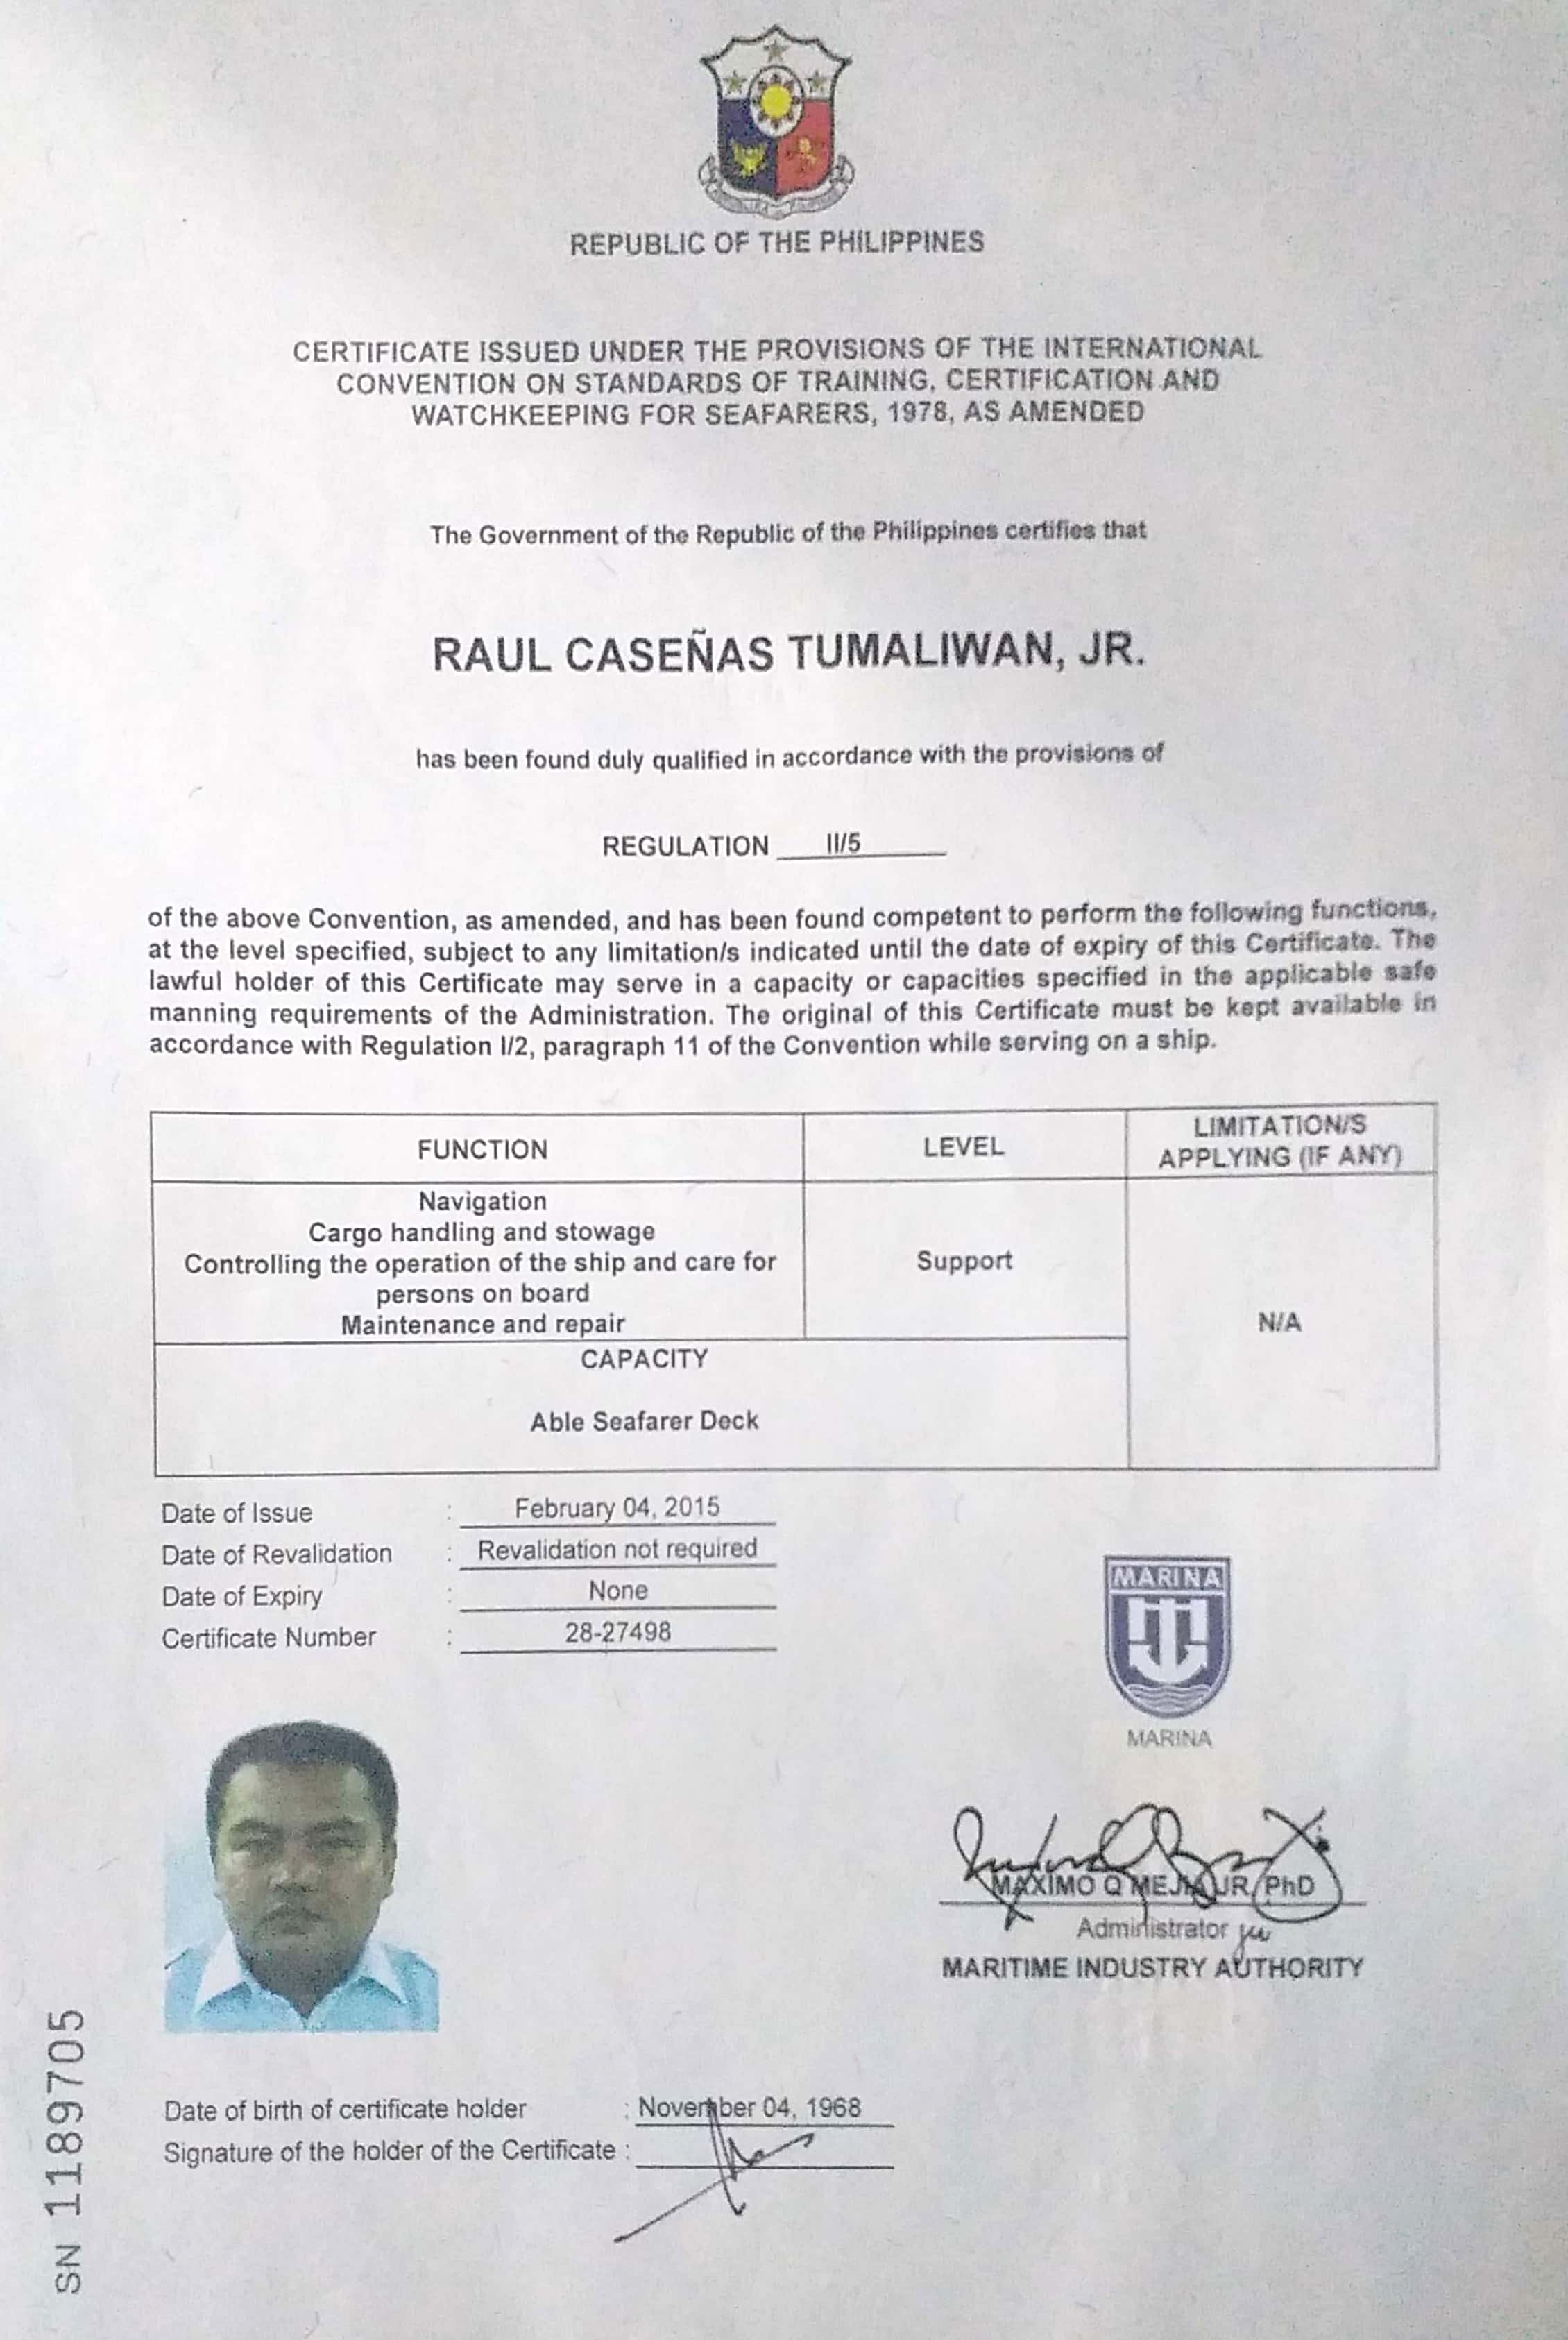 REPUBLIC OF THE PHILIPPINES
CERTIFICATE ISSUED UNDER THE PROVISIONS OF THE INTERNATIONAL
CONVENTION ON STANDARDS OF TRAINING, CERTIFICATION AND
WATCHKEEPING FOR SEAFARERS, 1978, AS AMENDED
The Government of the Republic of the Philippines certifies that
RAUL CASEÑAS TUMALIWAN, JR.
has been found duly qualified in accordance with the provisions of
REGULATION II/5
of the above Convention, as amended, and has been found competent to perform the following functions,
at the level specified, subject to any limitation/s indicated until the date of expiry of this Certificate. The
lawful holder of this Certificate may serve in a capacity or capacities specified in the applicable safe
manning requirements of the Administration. The original of this Certificate must be kept available in
accordance with Regulation I/2, paragraph 11 of the Convention while serving on a ship.
FUNCTION
LEVEL
LIMITATION/S
APPLYING (IF ANY)
Navigation
Cargo handling and stowage
Controlling the operation of the ship and care for
persons on board
Maintenance and repair
Support
N/A
CAPACITY
Able Seafarer Deck
Date of Issue : February 04, 2015
Date of Revalidation : Revalidation not required
Date of Expiry : None
Certificate Number : 28-27498
MARINA
MARINA
MAXIMO Q MEJIA JR, PhD
Administrator
MARITIME INDUSTRY AUTHORITY
Date of birth of certificate holder : November 04, 1968
Signature of the holder of the Certificate :
SN 1189705